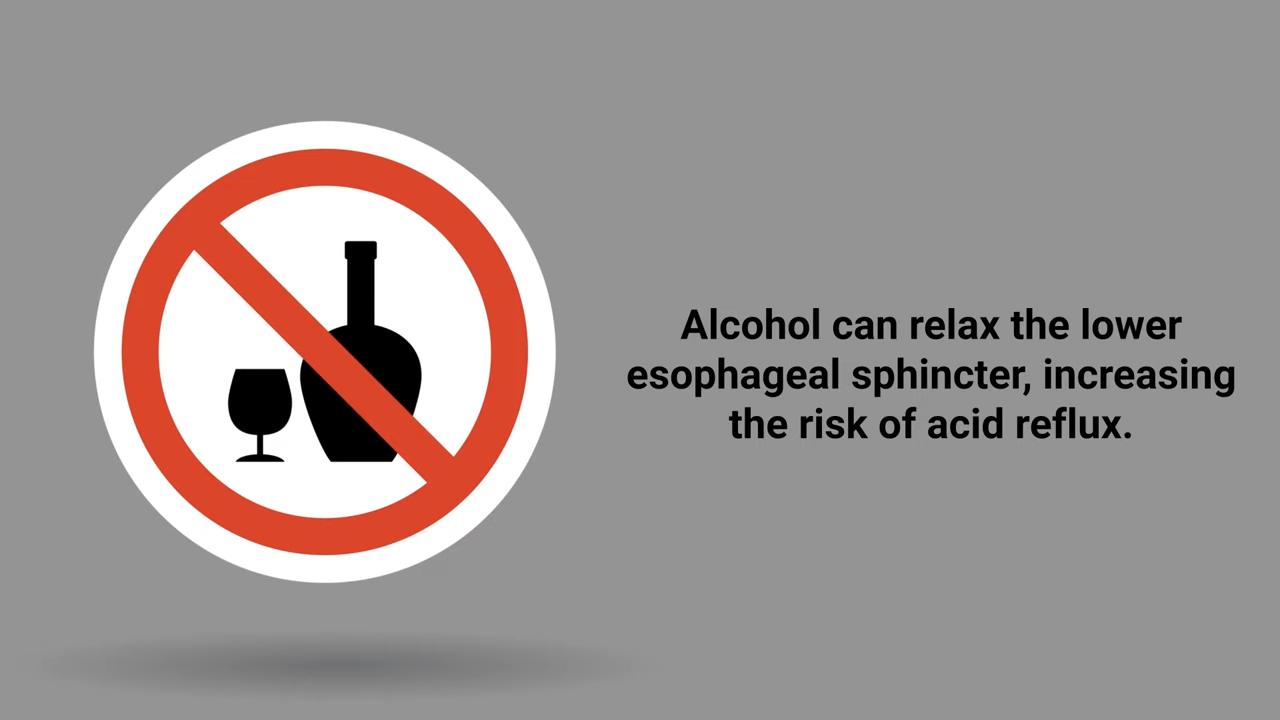 Alcohol can relax the lower
esophageal sphincter, increasing
the risk of acid reflux.